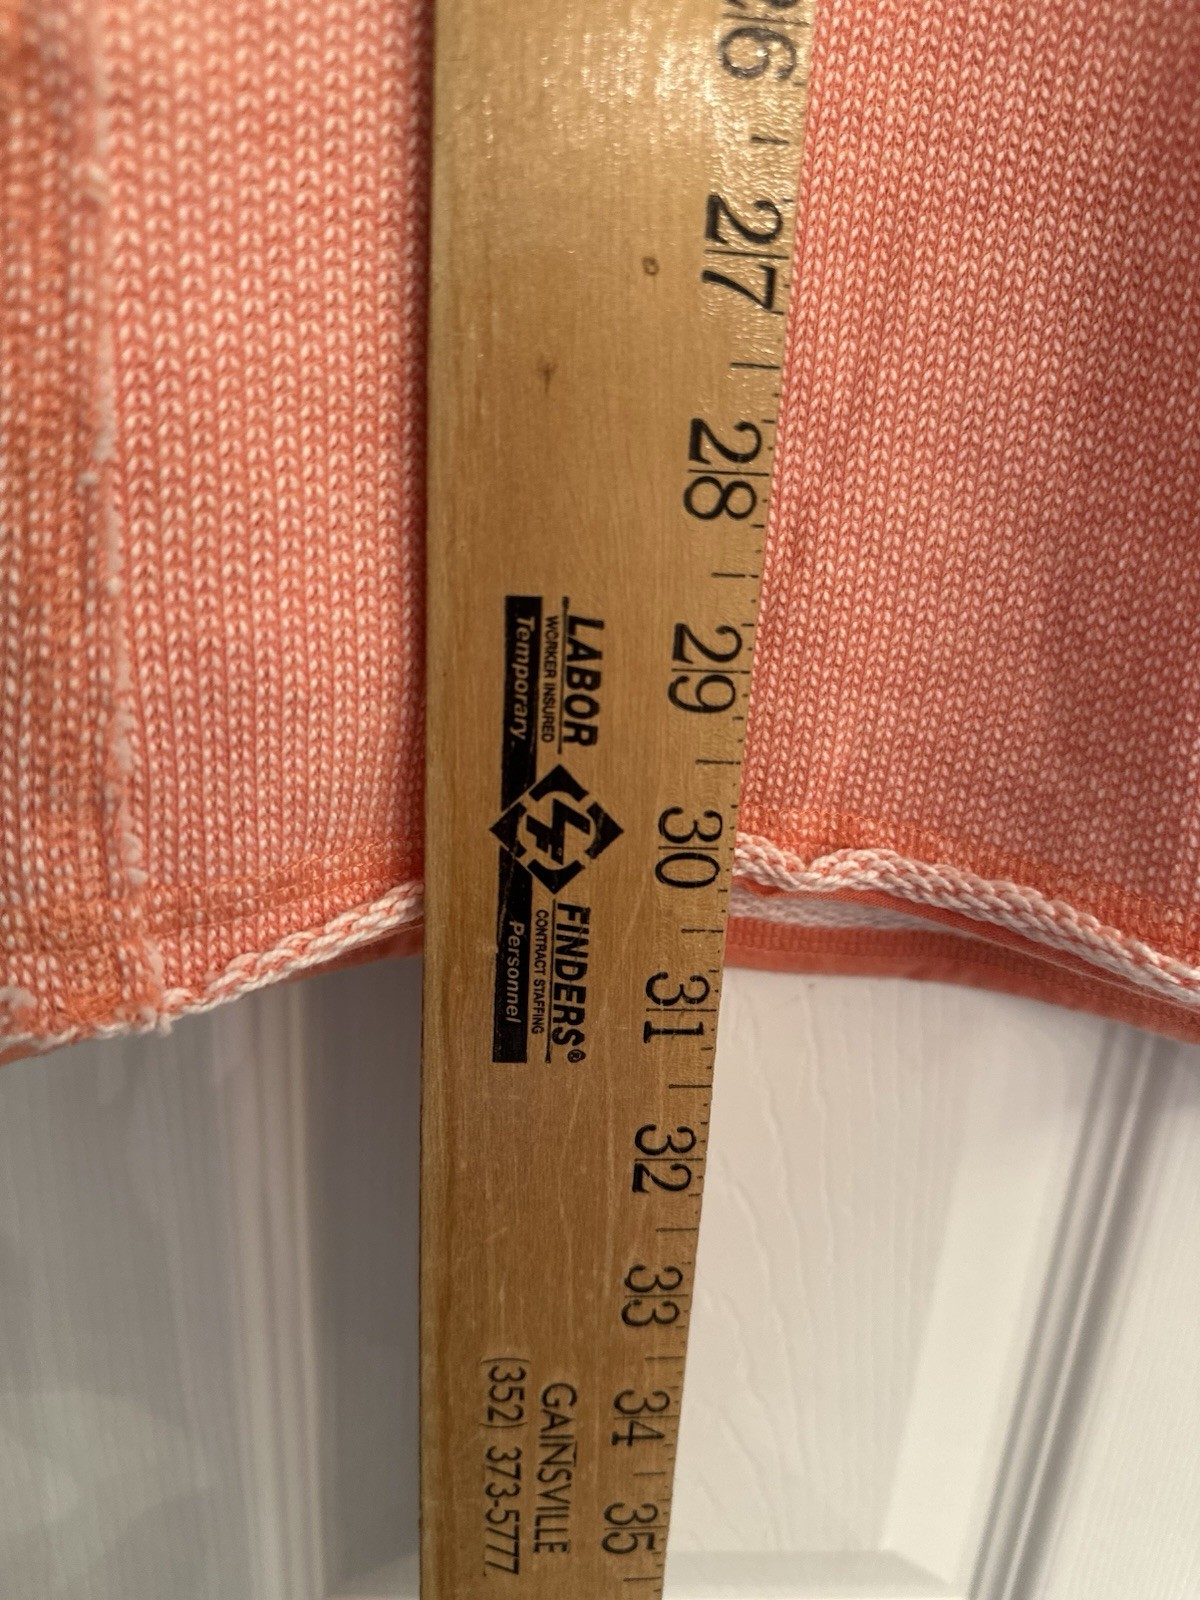 26
27
28
29
30
31
32
33
34
35
LABOR FINDERS®
WORKER INSURED CONTRACT STAFFING
Temporary Personnel
GAINSVILLE
(352) 373-5777